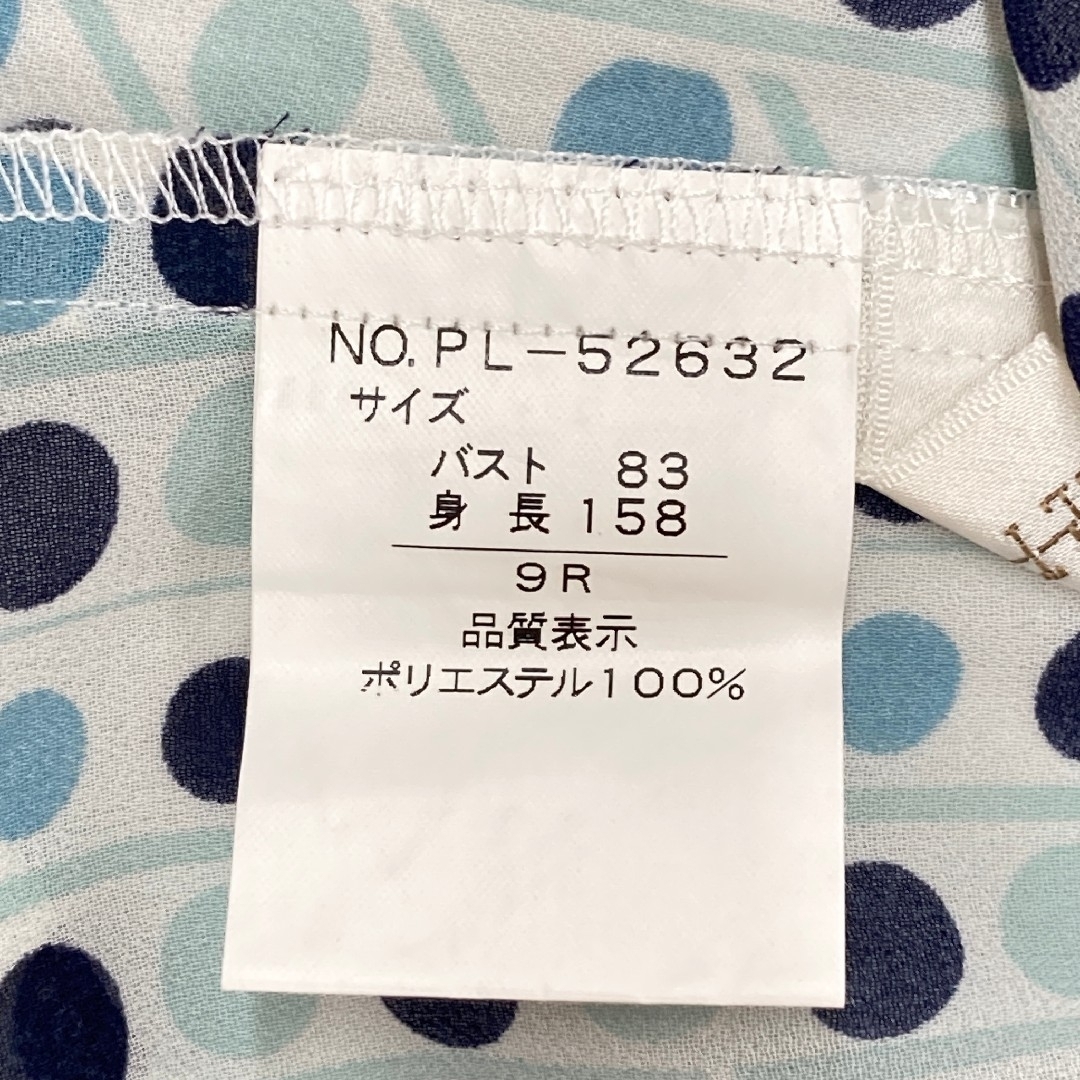 NO.PL-52632
サイズ
バスト 83
身長 158
9R
品質表示
ポリエステル100%